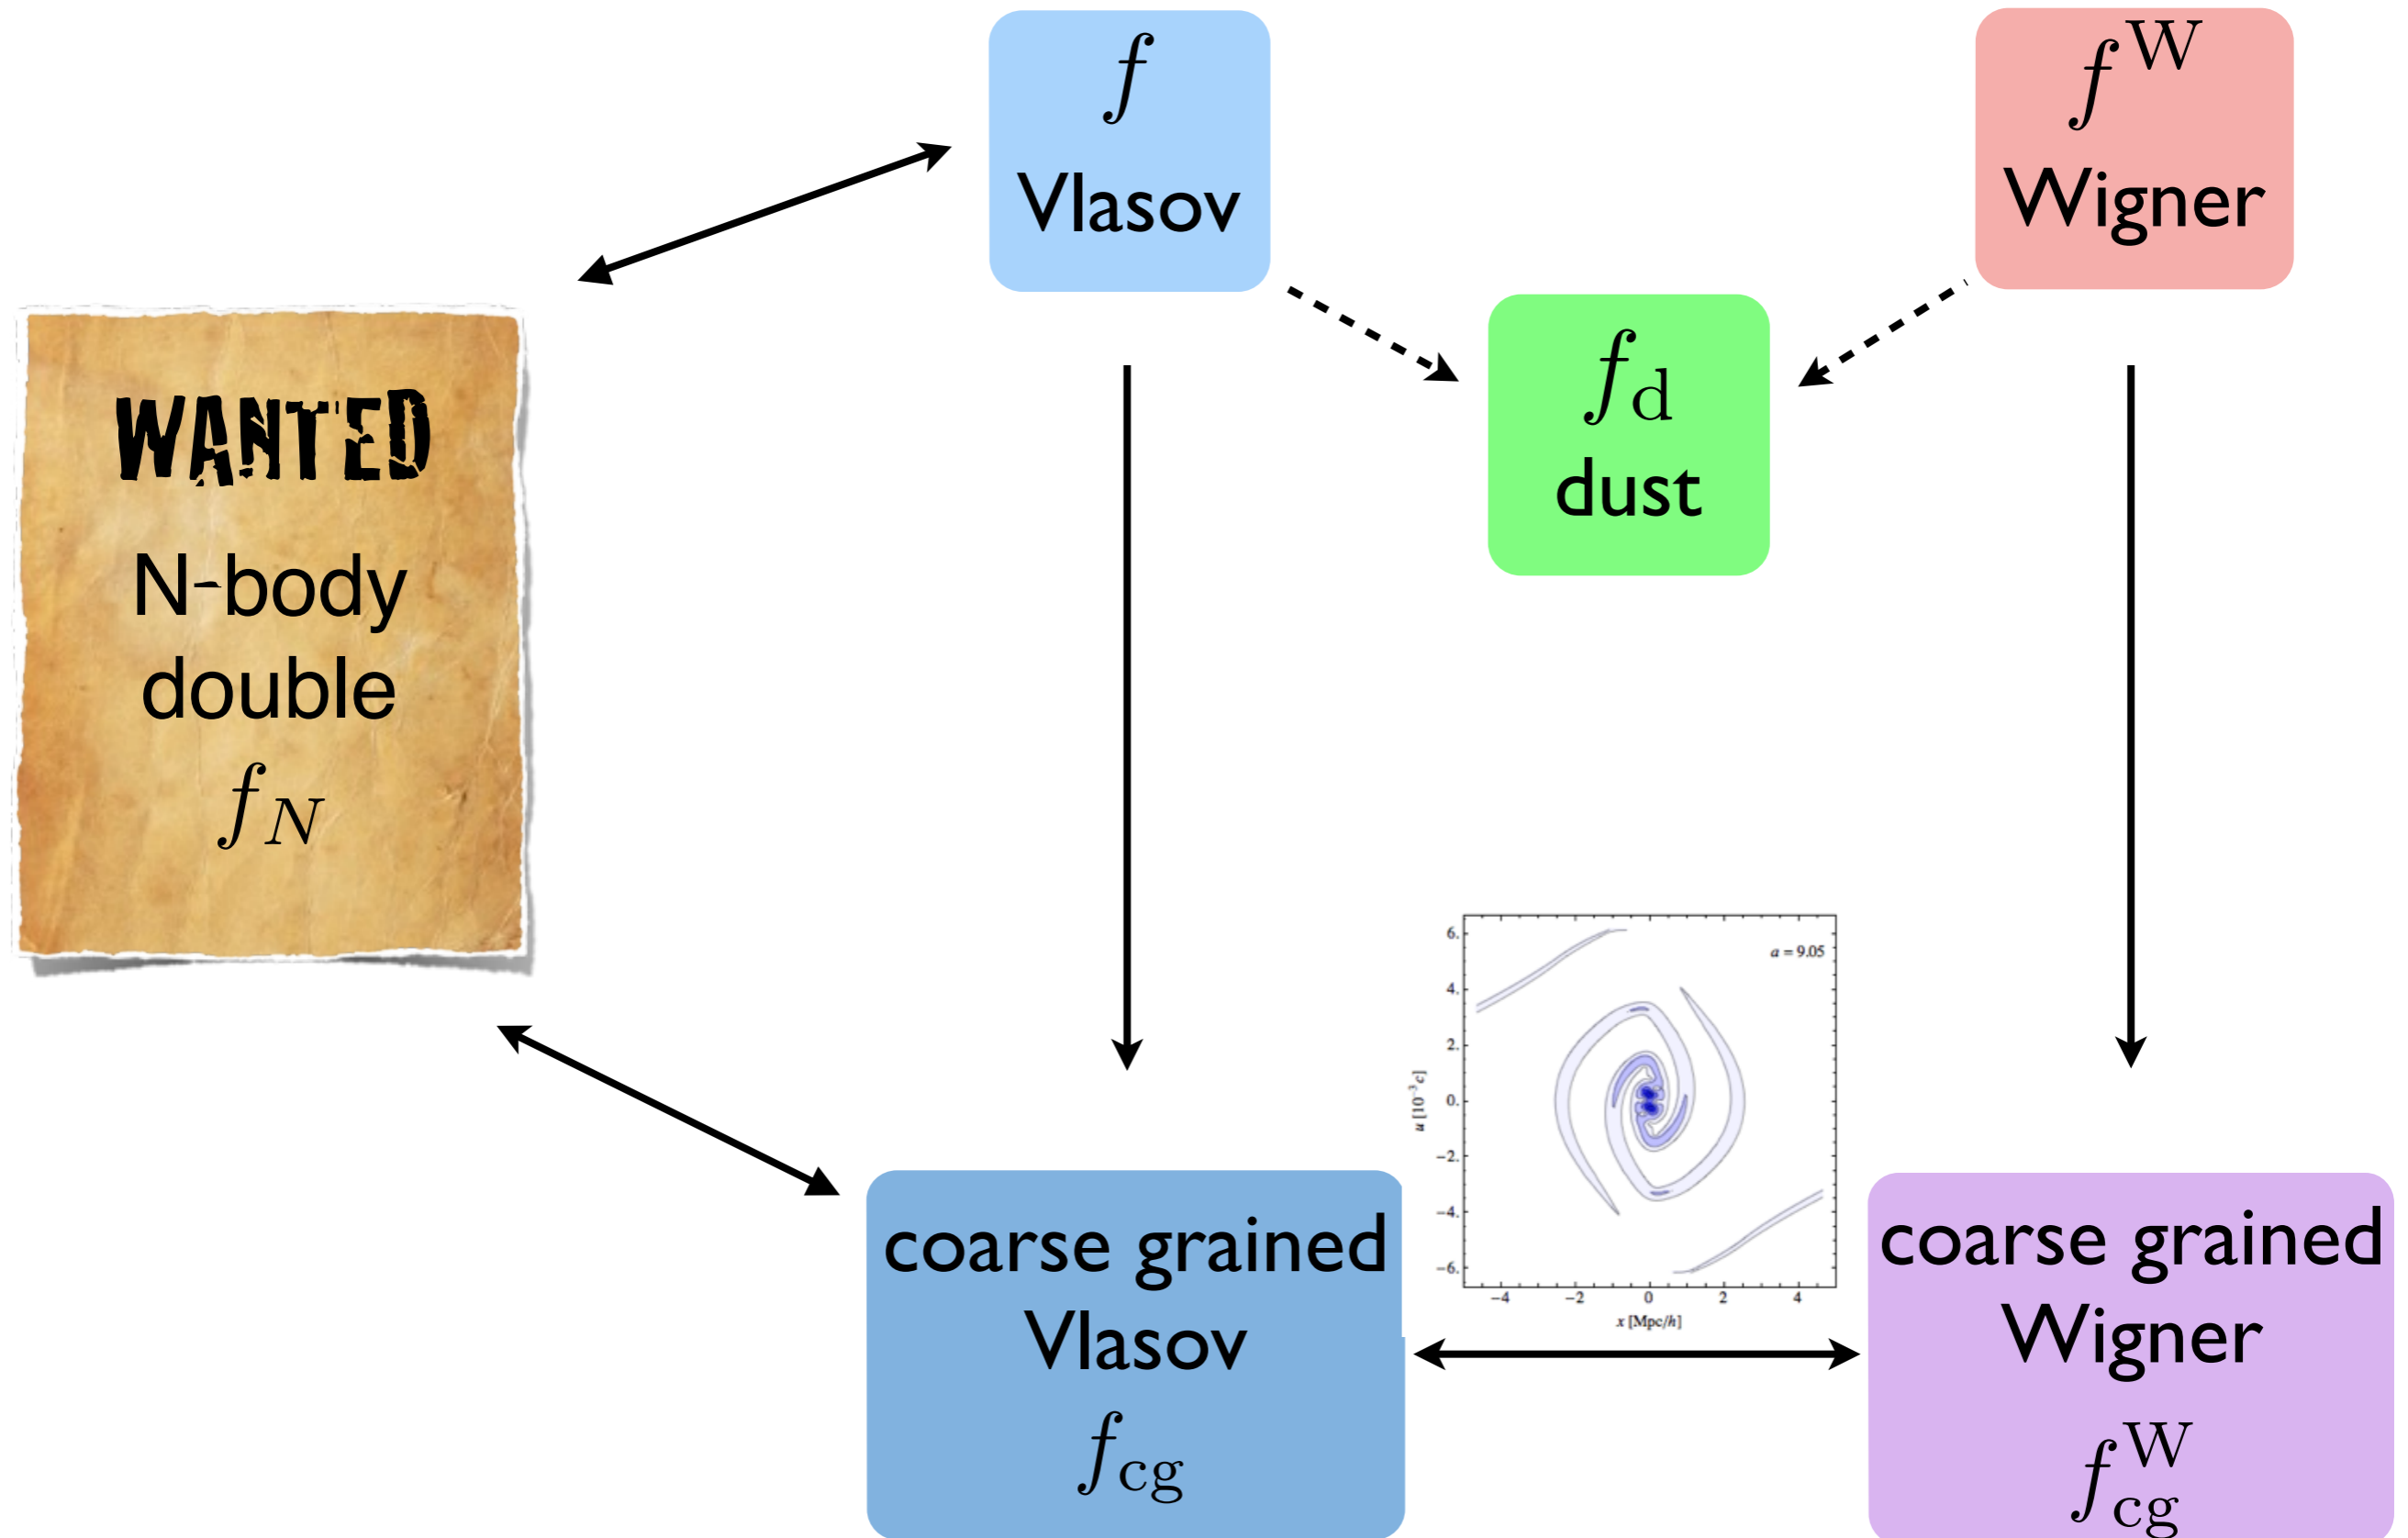 f
Vlasov
f^W
Wigner
f_d
dust
WANTED
N-body
double
f_N
a = 9.05
6.
4.
2.
0.
−2.
−4.
−6.
u [10^−3 c]
−4
−2
0
2
4
x [Mpc/h]
coarse grained
Vlasov
f_cg
coarse grained
Wigner
f^W_cg